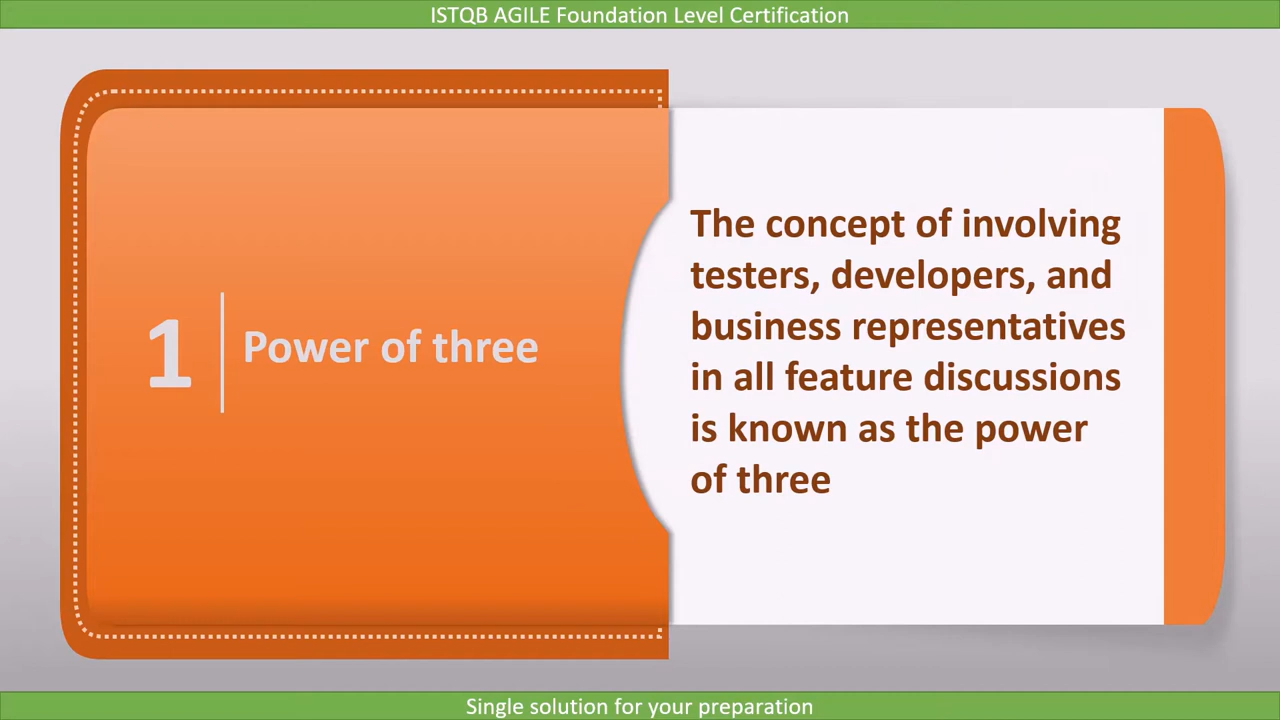 ISTQB AGILE Foundation Level Certification
1
Power of three
The concept of involving
testers, developers, and
business representatives
in all feature discussions
is known as the power
of three
Single solution for your preparation